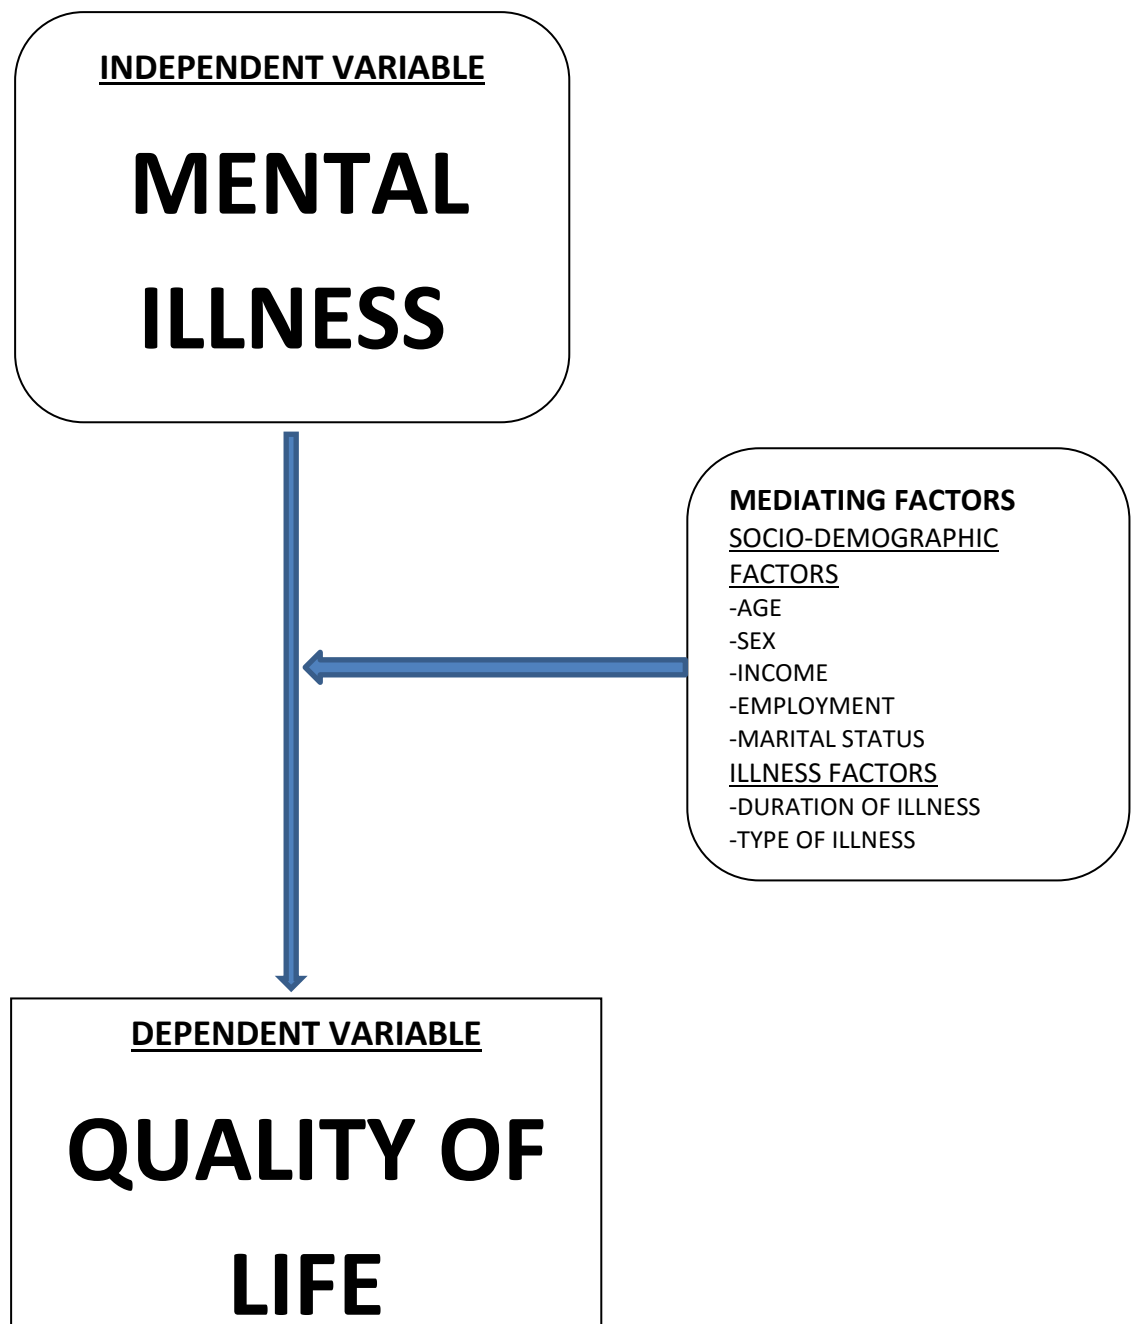 INDEPENDENT VARIABLE
MENTAL
ILLNESS
MEDIATING FACTORS
SOCIO-DEMOGRAPHIC
FACTORS
-AGE
-SEX
-INCOME
-EMPLOYMENT
-MARITAL STATUS
ILLNESS FACTORS
-DURATION OF ILLNESS
-TYPE OF ILLNESS
DEPENDENT VARIABLE
QUALITY OF
LIFE